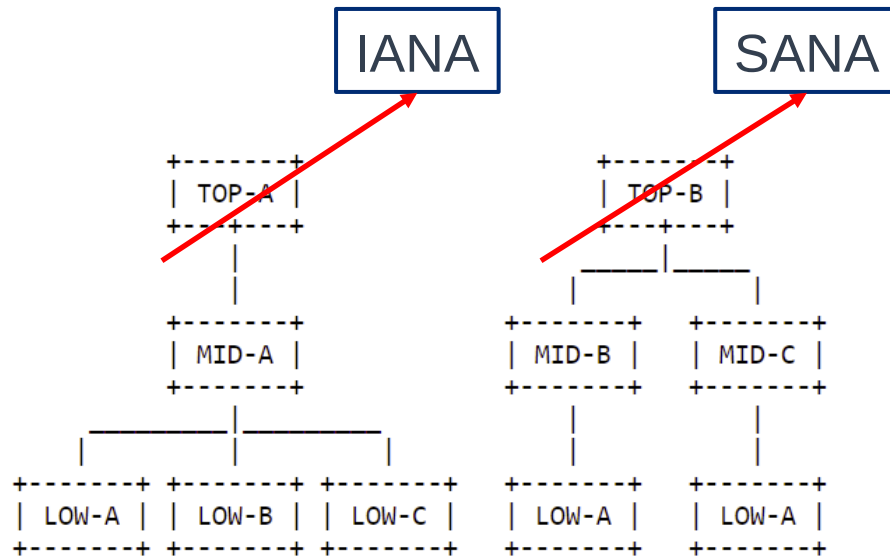 IANA SANA
TOP-A TOP-B
MID-A MID-B MID-C
LOW-A LOW-B LOW-C LOW-A LOW-A